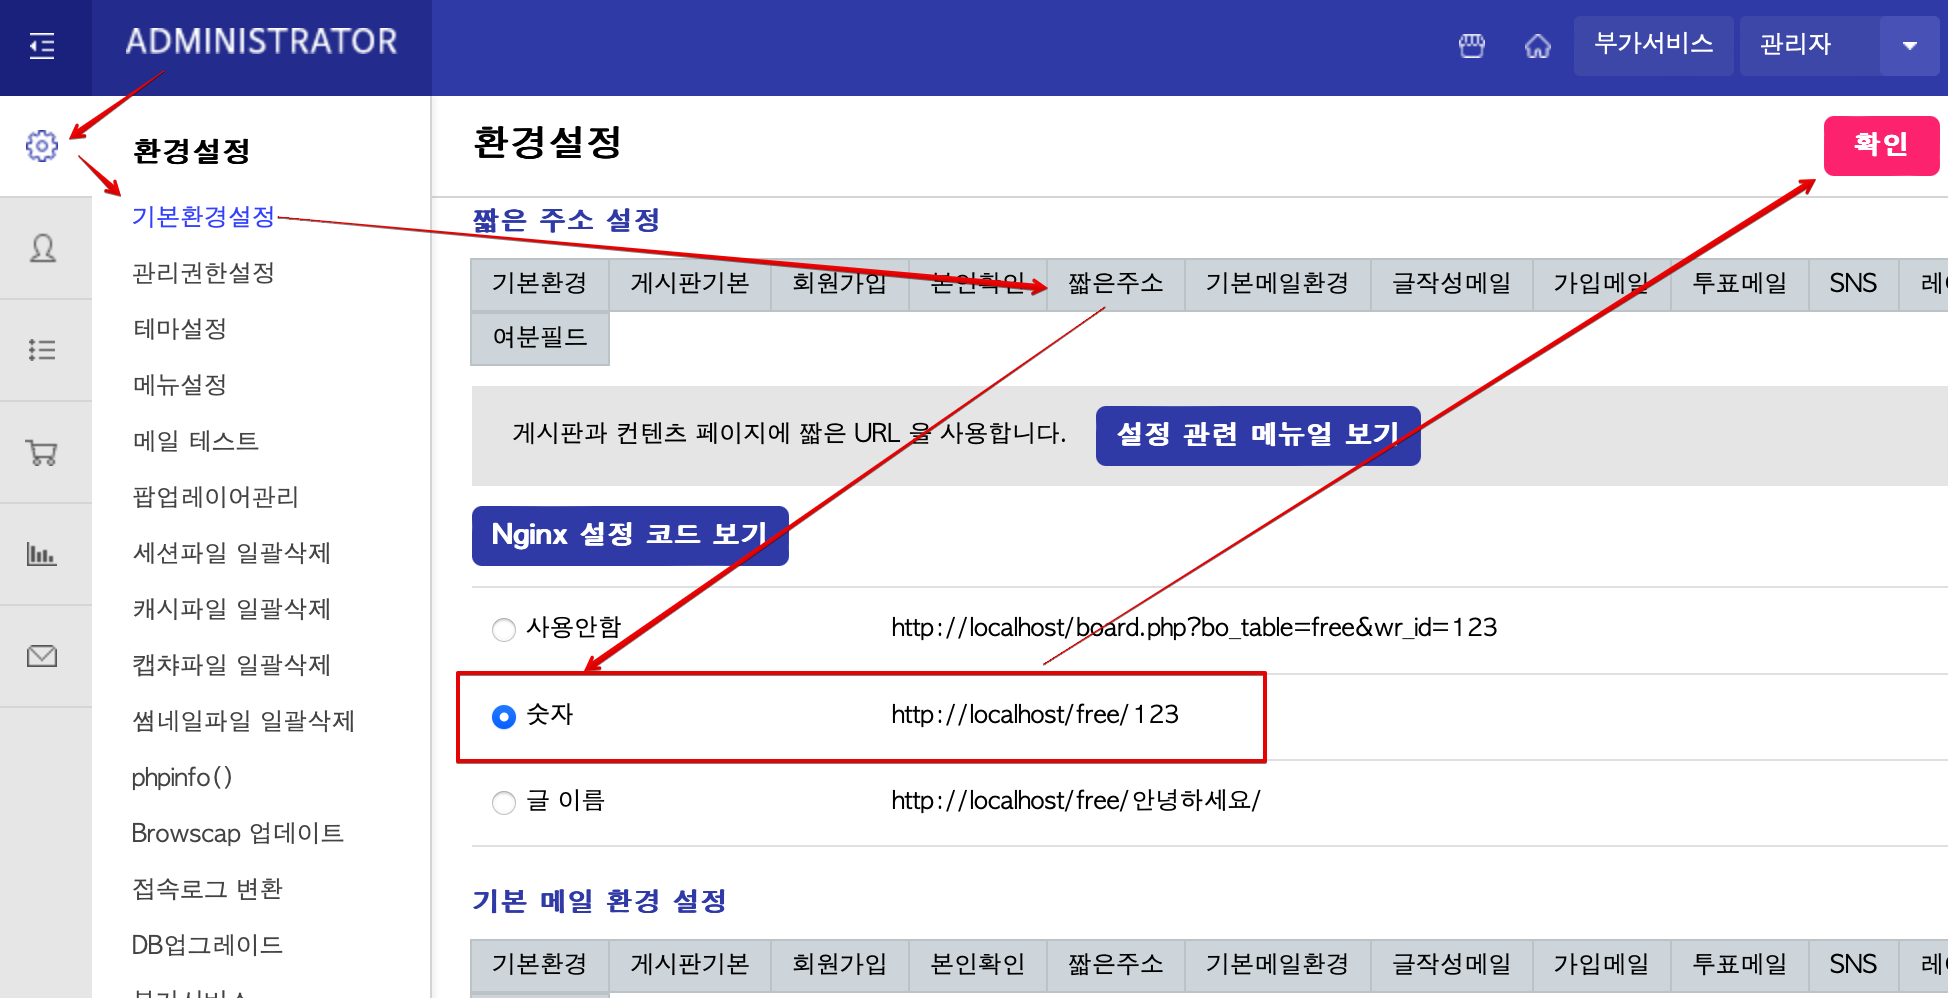 ADMINISTRATOR
부가서비스
관리자
환경설정
기본환경설정
관리권한설정
테마설정
메뉴설정
메일 테스트
팝업레이어관리
세션파일 일괄삭제
캐시파일 일괄삭제
캡챠파일 일괄삭제
썸네일파일 일괄삭제
phpinfo()
Browscap 업데이트
접속로그 변환
DB업그레이드
환경설정
확인
짧은 주소 설정
기본환경 게시판기본 회원가입 본인확인 짧은주소 기본메일환경 글작성메일 가입메일 투표메일 SNS
여분필드
게시판과 컨텐츠 페이지에 짧은 URL 을 사용합니다. 설정 관련 메뉴얼 보기
Nginx 설정 코드 보기
사용안함 http://localhost/board.php?bo_table=free&wr_id=123
숫자 http://localhost/free/123
글 이름 http://localhost/free/안녕하세요/
기본 메일 환경 설정
기본환경 게시판기본 회원가입 본인확인 짧은주소 기본메일환경 글작성메일 가입메일 투표메일 SNS